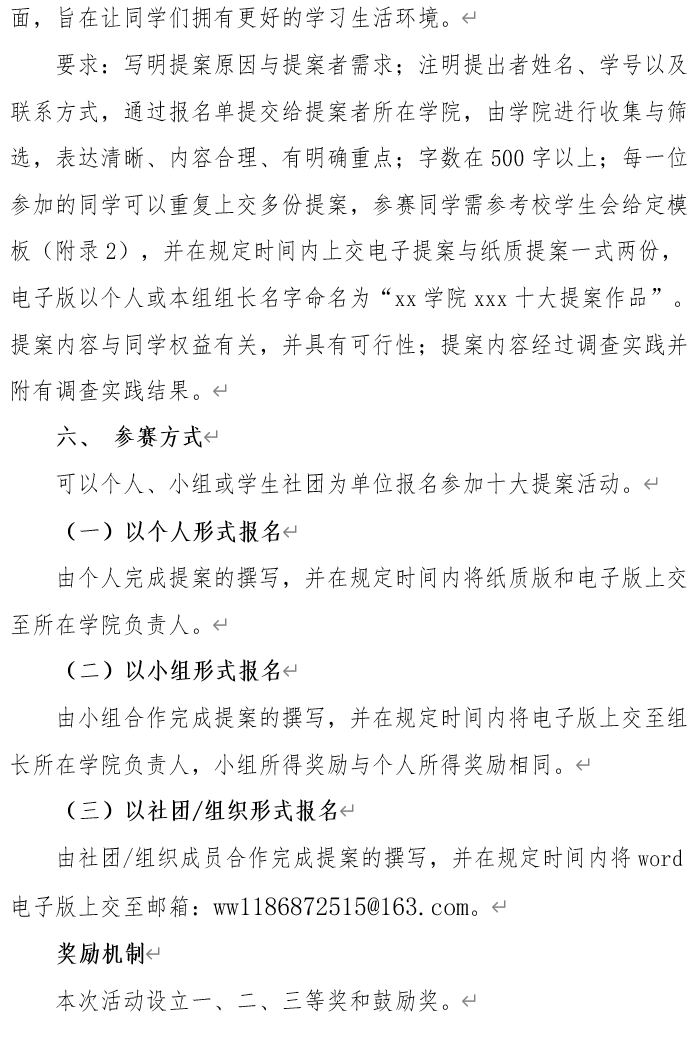 面，旨在让同学们拥有更好的学习生活环境。
要求：写明提案原因与提案者需求；注明提出者姓名、学号以及
联系方式，通过报名单提交给提案者所在学院，由学院进行收集与筛
选，表达清晰、内容合理、有明确重点；字数在 500 字以上；每一位
参加的同学可以重复上交多份提案，参赛同学需参考校学生会给定模
板（附录 2），并在规定时间内上交电子提案与纸质提案一式两份，
电子版以个人或本组组长名字命名为“xx 学院 xxx 十大提案作品”。
提案内容与同学权益有关，并具有可行性；提案内容经过调查实践并
附有调查实践结果。
六、 参赛方式
可以个人、小组或学生社团为单位报名参加十大提案活动。
（一）以个人形式报名
由个人完成提案的撰写，并在规定时间内将纸质版和电子版上交
至所在学院负责人。
（二）以小组形式报名
由小组合作完成提案的撰写，并在规定时间内将电子版上交至组
长所在学院负责人，小组所得奖励与个人所得奖励相同。
（三）以社团/组织形式报名
由社团/组织成员合作完成提案的撰写，并在规定时间内将 word
电子版上交至邮箱：ww1186872515@163.com。
奖励机制
本次活动设立一、二、三等奖和鼓励奖。